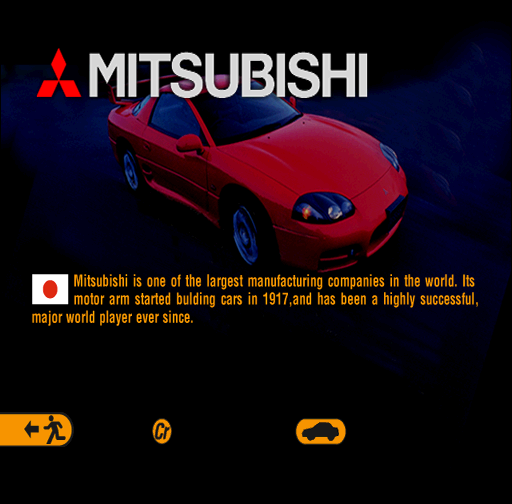 MITSUBISHI
Mitsubishi is one of the largest manufacturing companies in the world. Its
motor arm started bulding cars in 1917,and has been a highly successful,
major world player ever since.
Cr